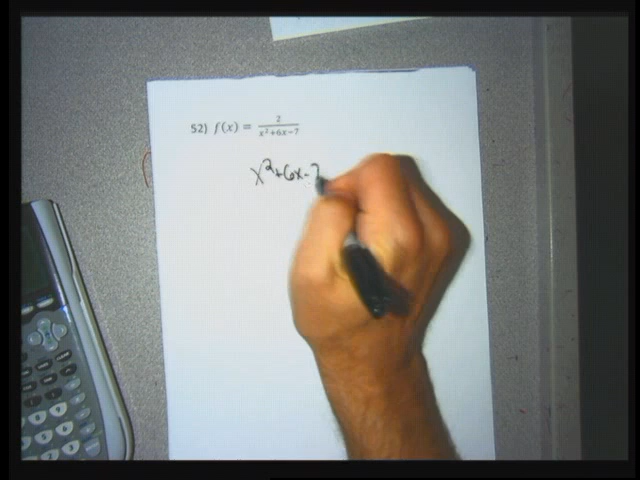 52) f(x) = 2 / x²+6x−7
x²+6x-7